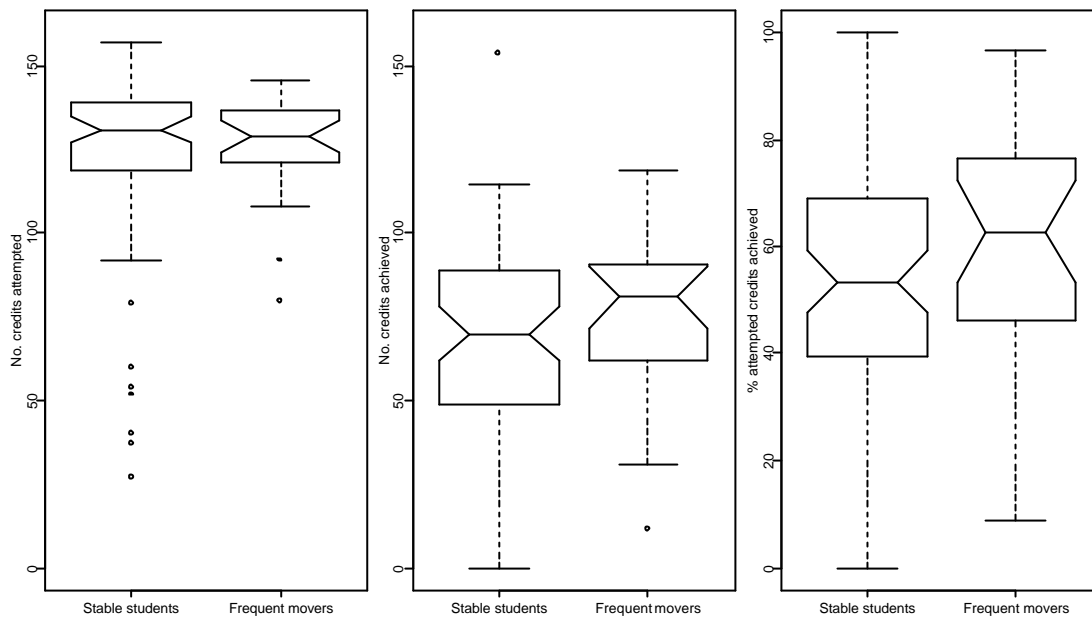 No. credits attempted
0
50
100
150
Stable students
Frequent movers
No. credits achieved
0
50
100
150
Stable students
Frequent movers
% attempted credits achieved
0
20
40
60
80
100
Stable students
Frequent movers